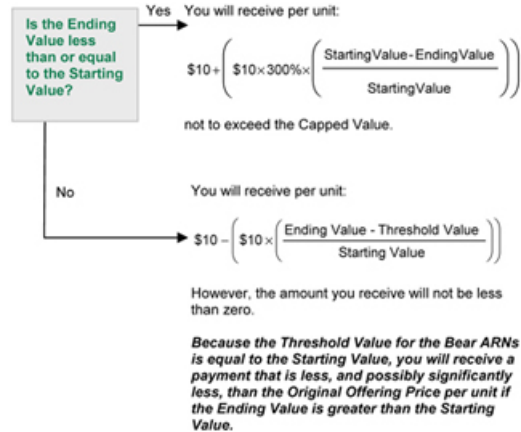 Yes You will receive per unit:
Is the Ending
Value less
than or equal
to the Starting
Value?
$10+($10×300%×(StartingValue-EndingValue
StartingValue))
not to exceed the Capped Value.
No
You will receive per unit:
$10 – ($10×(Ending Value - Threshold Value
Starting Value))
However, the amount you receive will not be less
than zero.
Because the Threshold Value for the Bear ARNs
is equal to the Starting Value, you will receive a
payment that is less, and possibly significantly
less, than the Original Offering Price per unit if
the Ending Value is greater than the Starting
Value.